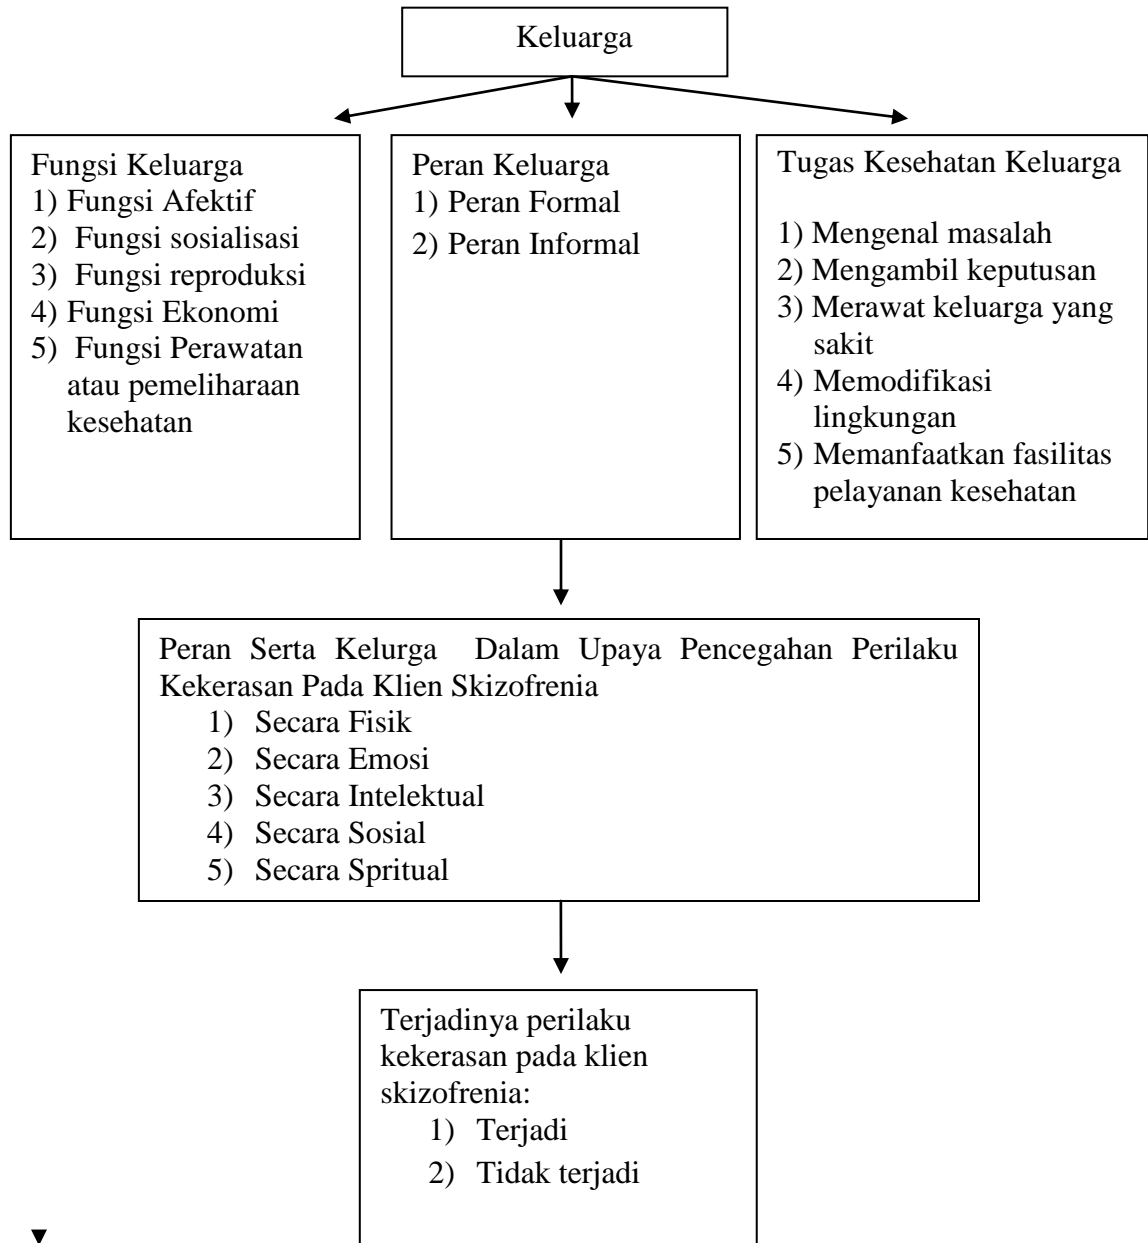 Keluarga
Fungsi Keluarga
1) Fungsi Afektif
2) Fungsi sosialisasi
3) Fungsi reproduksi
4) Fungsi Ekonomi
5) Fungsi Perawatan
atau pemeliharaan
kesehatan
Peran Keluarga
1) Peran Formal
2) Peran Informal
Tugas Kesehatan Keluarga
1) Mengenal masalah
2) Mengambil keputusan
3) Merawat keluarga yang
sakit
4) Memodifikasi
lingkungan
5) Memanfaatkan fasilitas
pelayanan kesehatan
Peran Serta Kelurga Dalam Upaya Pencegahan Perilaku
Kekerasan Pada Klien Skizofrenia
1) Secara Fisik
2) Secara Emosi
3) Secara Intelektual
4) Secara Sosial
5) Secara Spritual
Terjadinya perilaku
kekerasan pada klien
skizofrenia:
1) Terjadi
2) Tidak terjadi